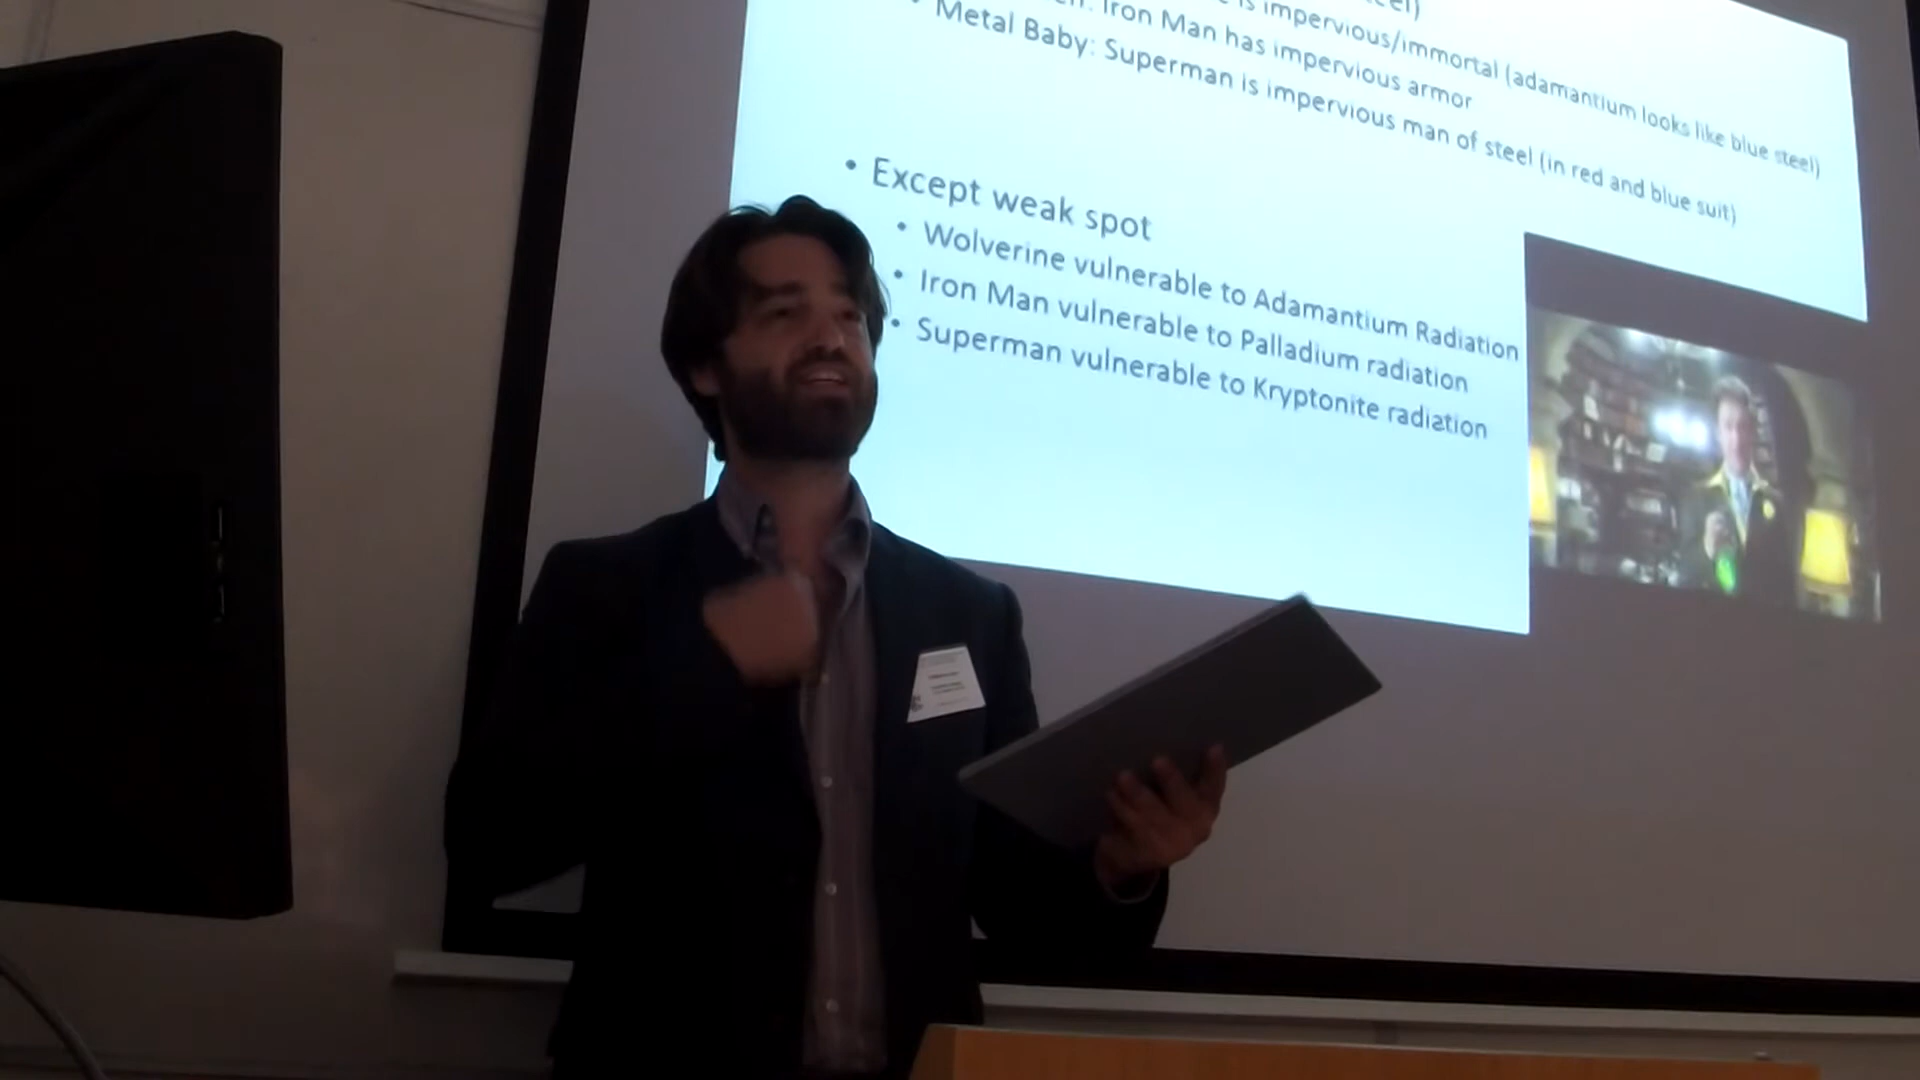 is impervious/immortal (adamantium looks like blue steel)
Iron Man has impervious armor
• Metal Baby: Superman is impervious man of steel (in red and blue suit)
• Except weak spot
• Wolverine vulnerable to Adamantium Radiation
• Iron Man vulnerable to Palladium radiation
• Superman vulnerable to Kryptonite radiation